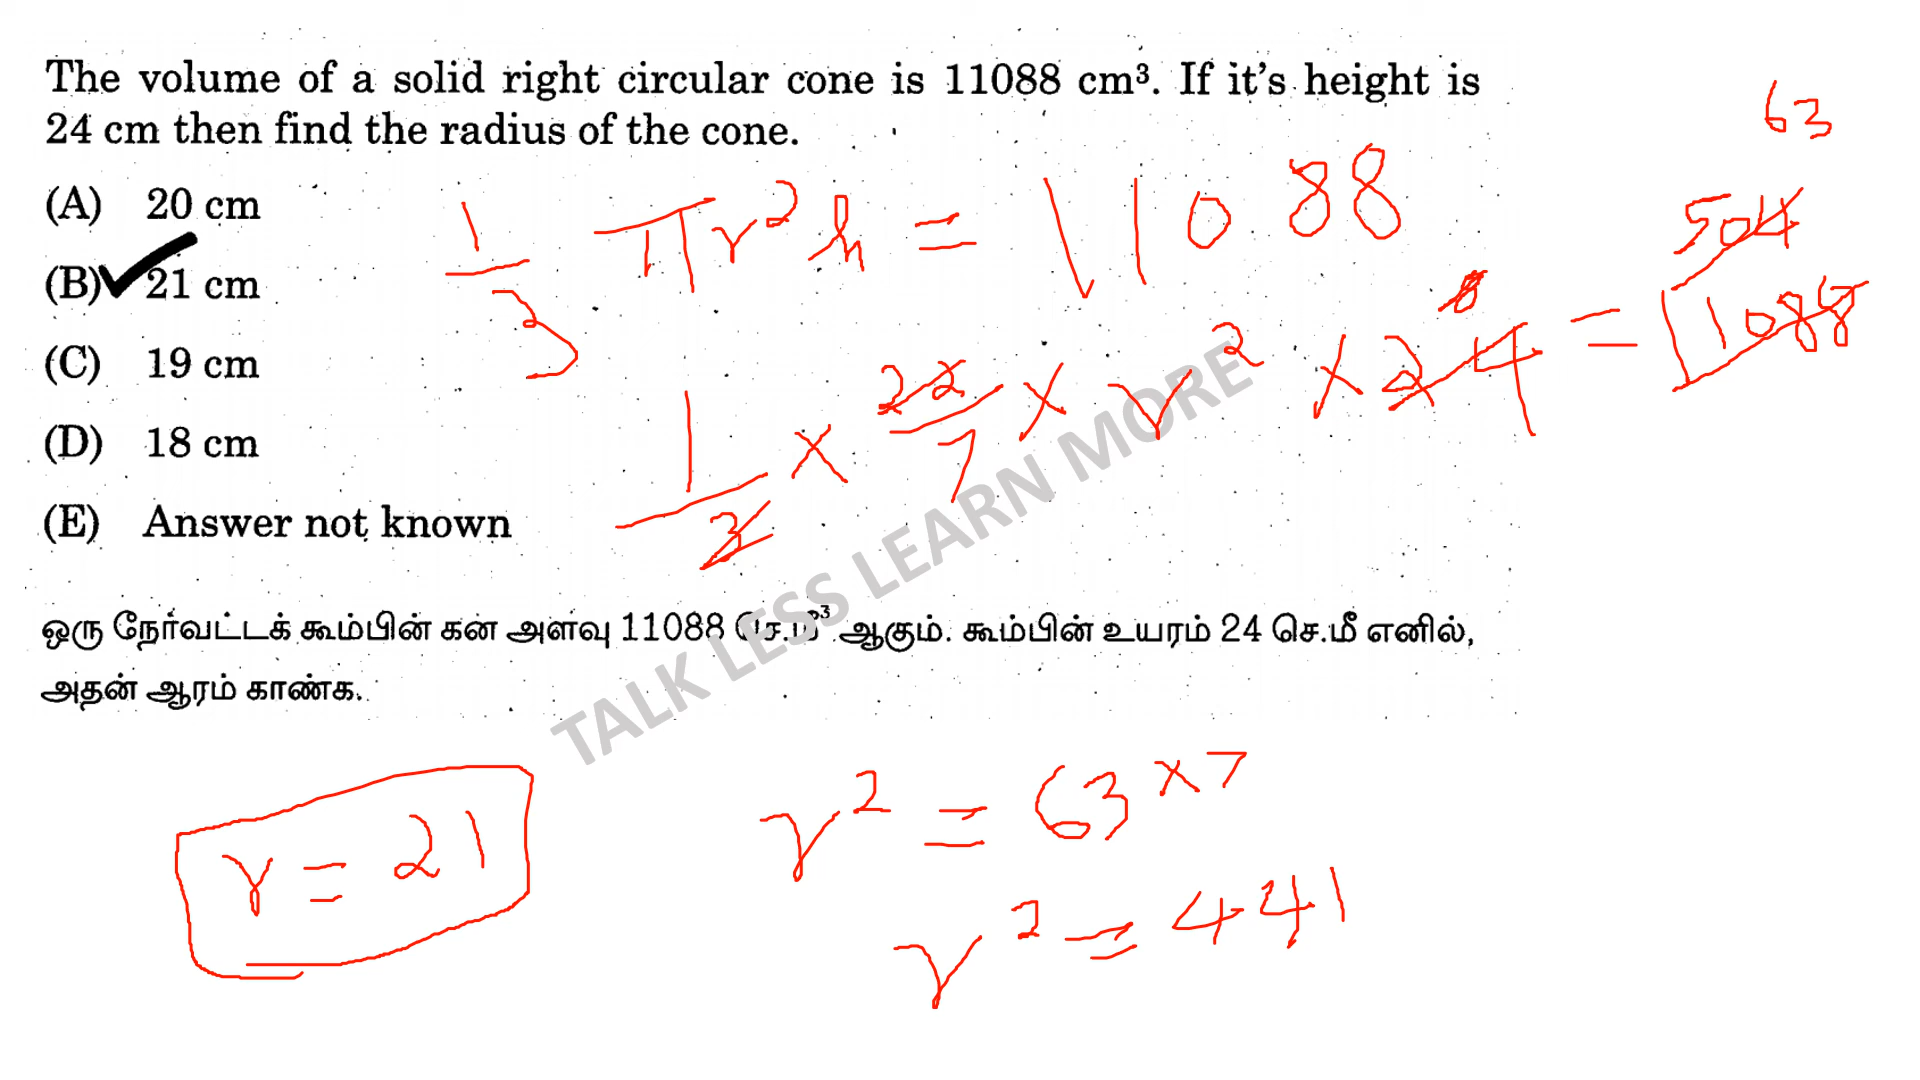 The volume of a solid right circular cone is 11088 cm³. If it's height is
24 cm then find the radius of the cone.
(A) 20 cm
(B) 21 cm
(C) 19 cm
(D) 18 cm
(E) Answer not known
1/3 πr²h = 11088
1/3 × 22/7 × r² × 24 = 11088
8
504
63
ஒரு நேர்வட்டக் கூம்பின் கன அளவு 11088 செ.மீ³ ஆகும். கூம்பின் உயரம் 24 செ.மீ எனில்,
அதன் ஆரம் காண்க.
TALK LESS LEARN MORE
r² = 63 × 7
r² = 441
r = 21